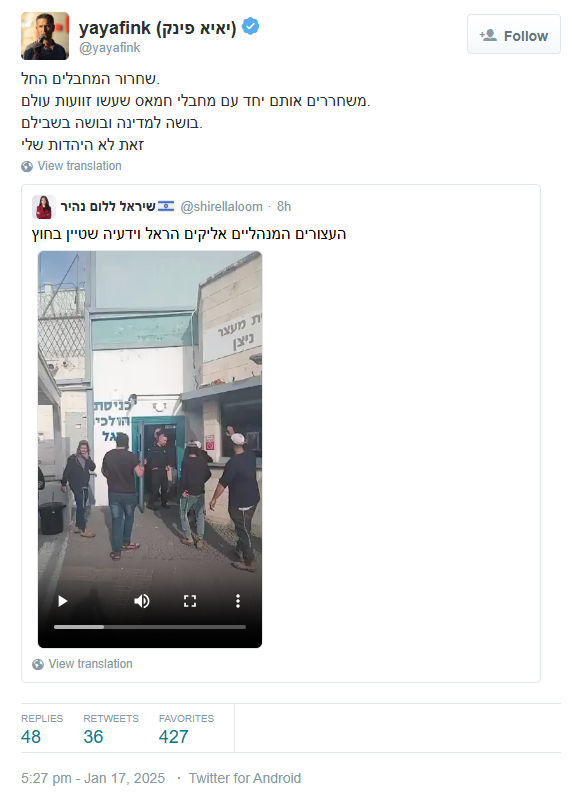 yayafink (יאיא פינק)
@yayafink
Follow
שחרור המחבלים החל.
משחררים אותם יחד עם מחבלי חמאס שעשו זוועות עולם.
בושה למדינה ובושה בשבילם.
זאת לא היהדות שלי
View translation
שיראל ללום נהיר @shirellaloom · 8h
העצורים המנהליים אליקים הראל וידעיה שטיין בחוץ
ת מעצר
ניצן
כניסת
הולכי
View translation
REPLIES RETWEETS FAVORITES
48 36 427
5:27 pm - Jan 17, 2025 · Twitter for Android